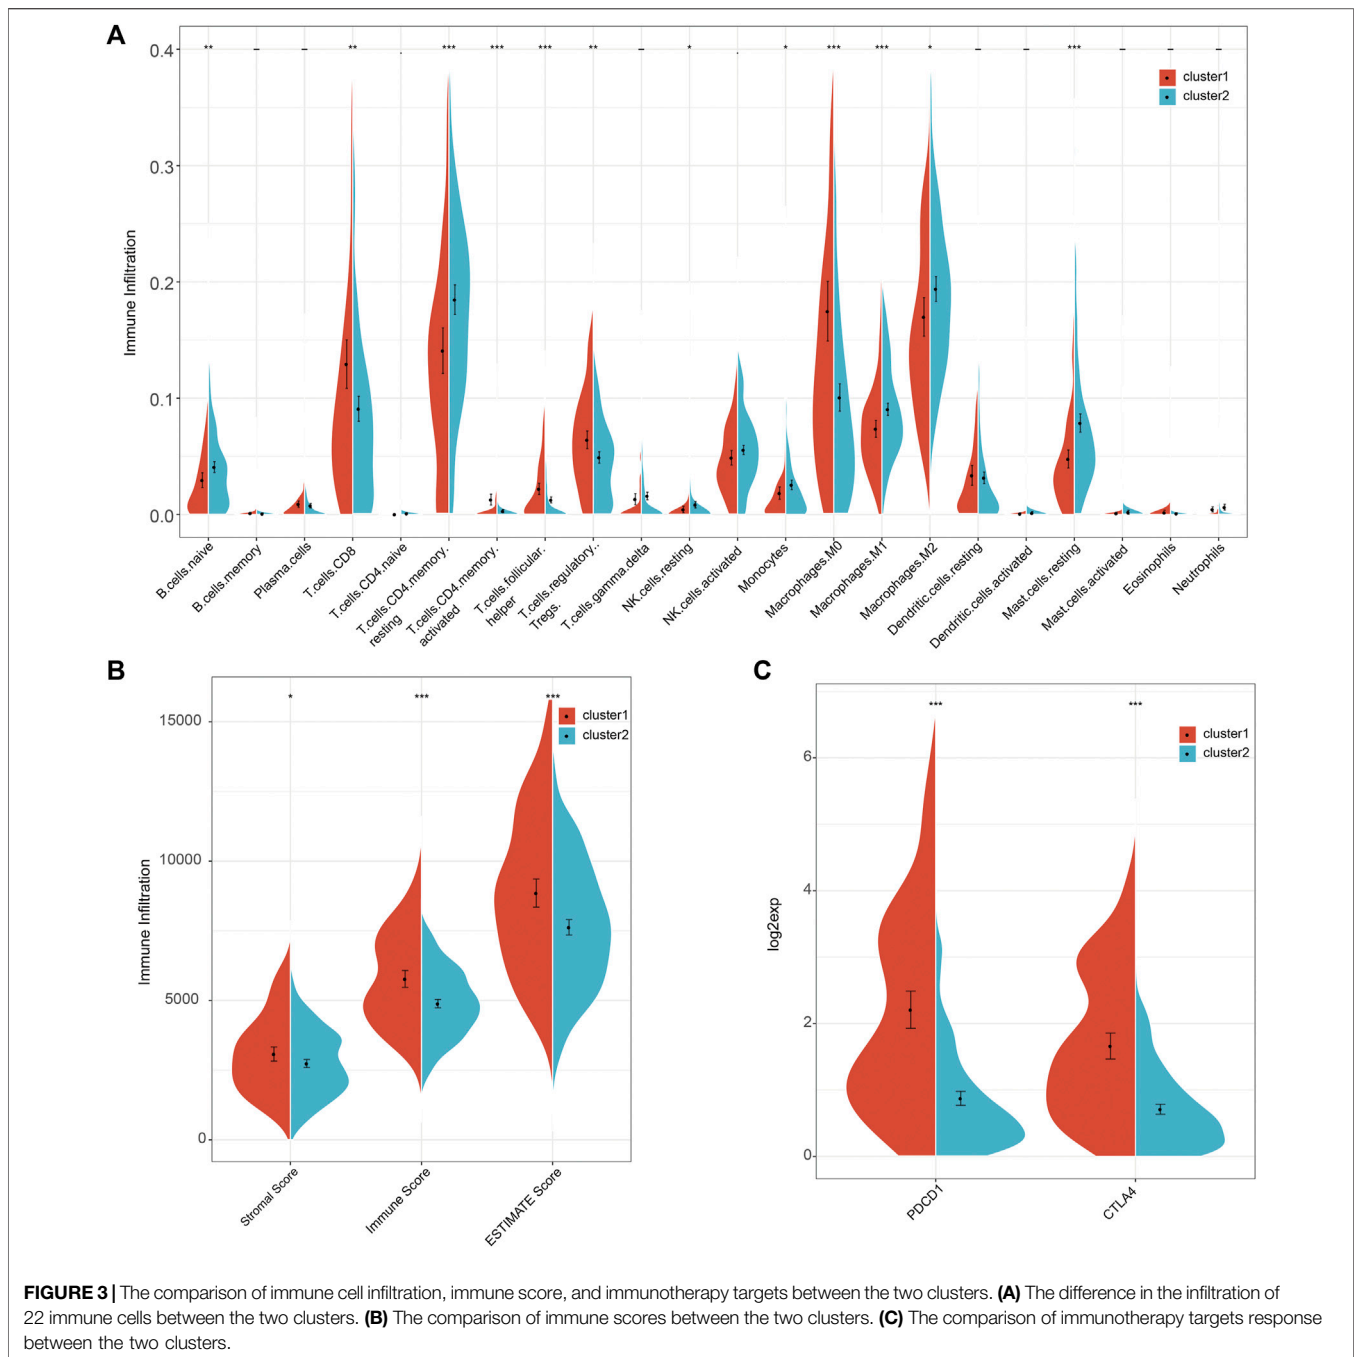 A
** – – ** . *** *** *** ** – * . * *** *** * – – *** – – –
cluster1
cluster2
0.4
0.3
0.2
0.1
0.0
Immune Infiltration
B.cells.naive
B.cells.memory
Plasma.cells
T.cells.CD8
T.cells.CD4.naive
T.cells.CD4.memory.
resting
T.cells.CD4.memory.
activated
T.cells.follicular.
helper
T.cells.regulatory..
Tregs.
T.cells.gamma.delta
NK.cells.resting
NK.cells.activated
Monocytes
Macrophages.M0
Macrophages.M1
Macrophages.M2
Dendritic.cells.resting
Dendritic.cells.activated
Mast.cells.resting
Mast.cells.activated
Eosinophils
Neutrophils
B
* *** ***
cluster1
cluster2
15000
10000
5000
0
Immune Infiltration
Stromal Score
Immune Score
ESTIMATE Score
C
*** ***
cluster1
cluster2
6
4
2
0
log2exp
PDCD1
CTLA4
FIGURE 3 | The comparison of immune cell infiltration, immune score, and immunotherapy targets between the two clusters. (A) The difference in the infiltration of
22 immune cells between the two clusters. (B) The comparison of immune scores between the two clusters. (C) The comparison of immunotherapy targets response
between the two clusters.